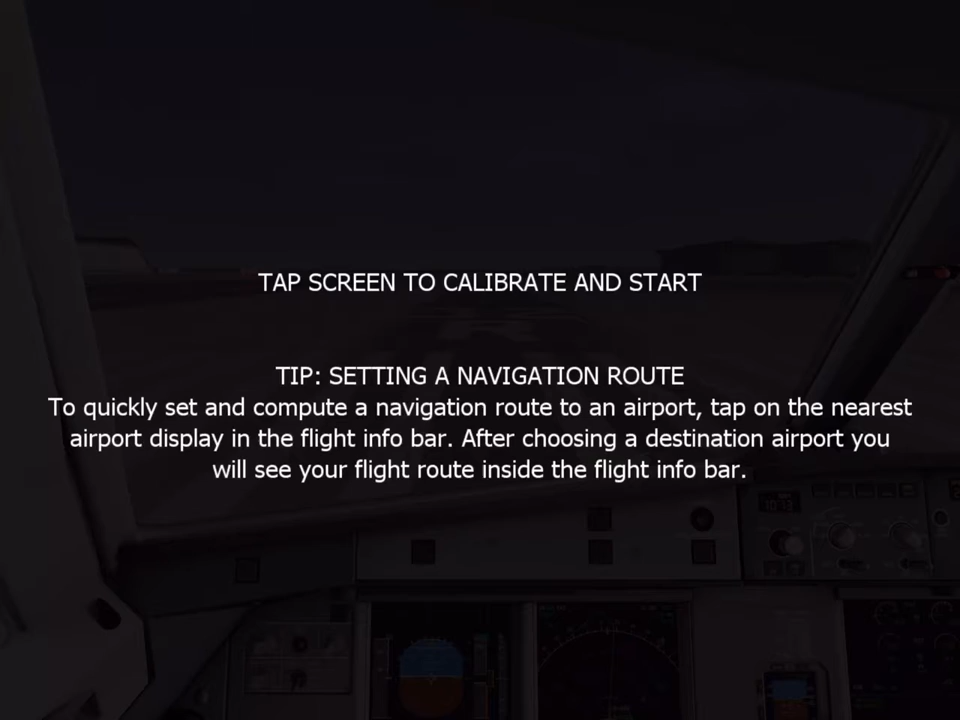 TAP SCREEN TO CALIBRATE AND START
TIP: SETTING A NAVIGATION ROUTE
To quickly set and compute a navigation route to an airport, tap on the nearest
airport display in the flight info bar. After choosing a destination airport you
will see your flight route inside the flight info bar.